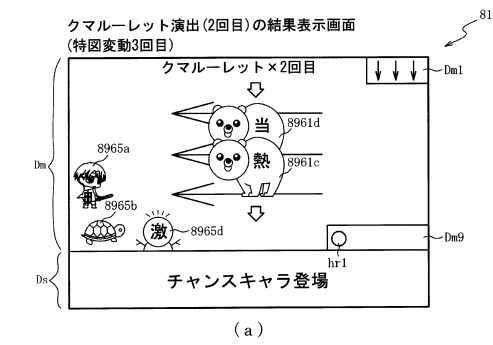 クマルーレット演出(2回目)の結果表示画面
(特図変動3回目)
81
クマルーレット×2回目
Dm1
当
8961d
熱
8961c
8965a
Dm
8965b
激
8965d
Dm9
hr1
Ds
チャンスキャラ登場
(a)